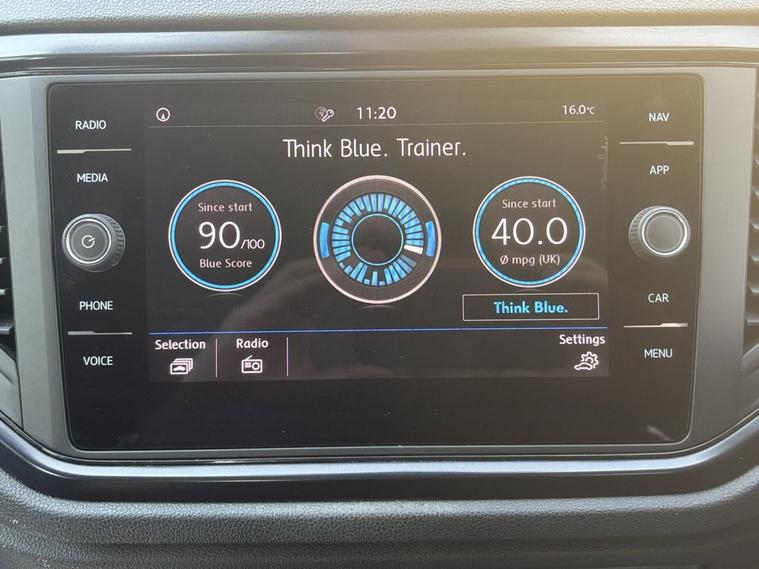 RADIO
MEDIA
PHONE
VOICE
11:20
16.0°C
Think Blue. Trainer.
Since start
90/100
Blue Score
Since start
40.0
Ø mpg (UK)
Think Blue.
Selection
Radio
Settings
NAV
APP
CAR
MENU